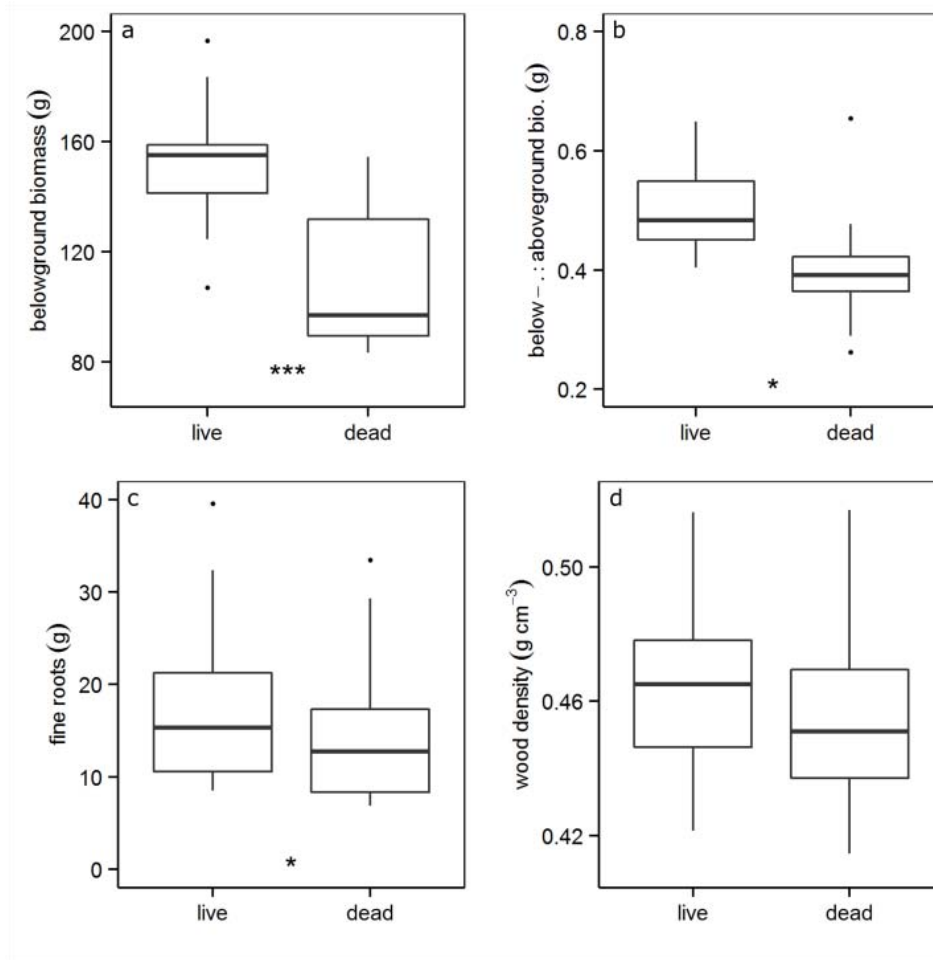 a
belowground biomass (g)
200
160
120
80
***
live dead
b
below−.: aboveground bio. (g)
0.8
0.6
0.4
0.2
*
live dead
c
fine roots (g)
40
30
20
10
0
*
live dead
d
wood density (g cm⁻³)
0.50
0.46
0.42
live dead